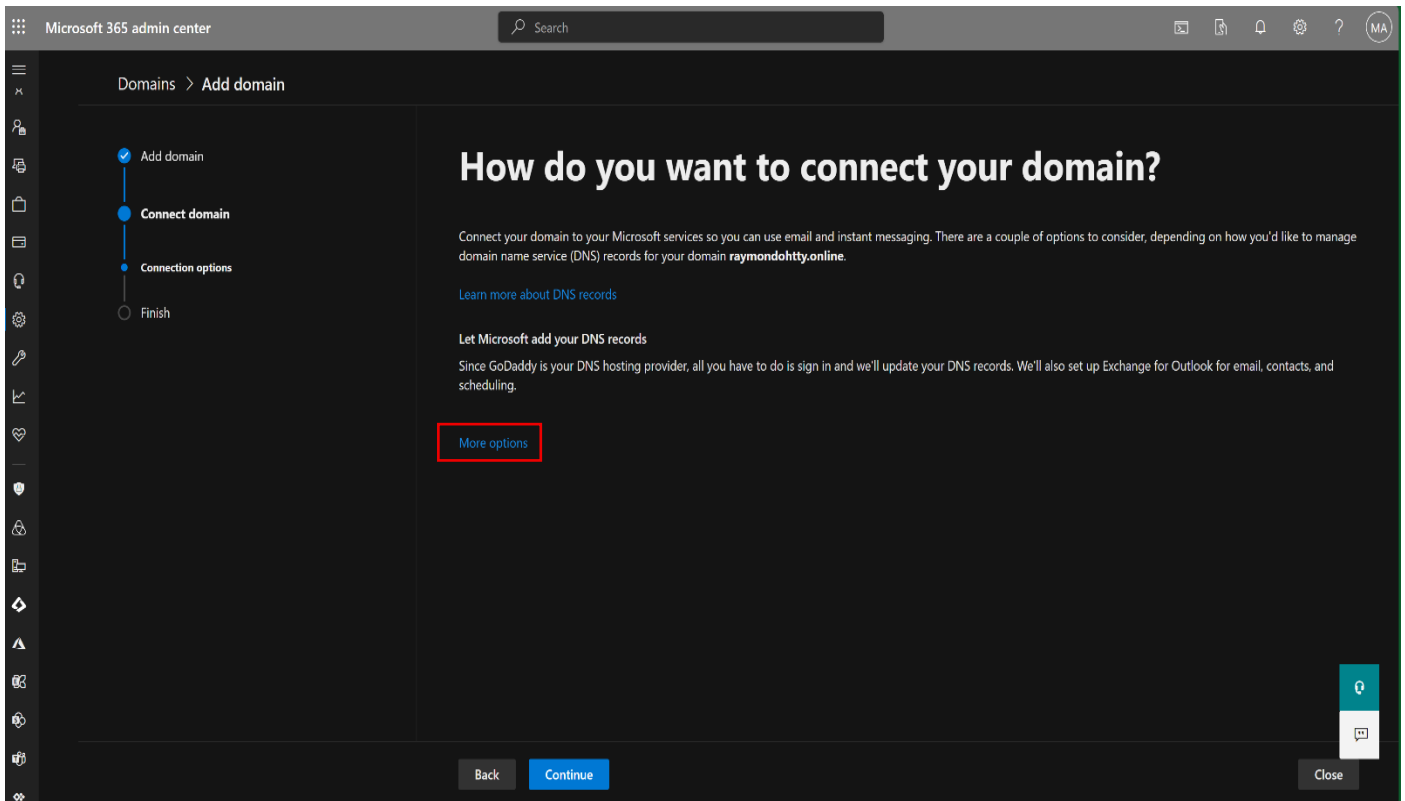 Microsoft 365 admin center
Search
MA
Domains > Add domain
Add domain
Connect domain
Connection options
Finish
How do you want to connect your domain?
Connect your domain to your Microsoft services so you can use email and instant messaging. There are a couple of options to consider, depending on how you'd like to manage
domain name service (DNS) records for your domain raymondohtty.online.
Learn more about DNS records
Let Microsoft add your DNS records
Since GoDaddy is your DNS hosting provider, all you have to do is sign in and we'll update your DNS records. We'll also set up Exchange for Outlook for email, contacts, and
scheduling.
More options
Back
Continue
Close